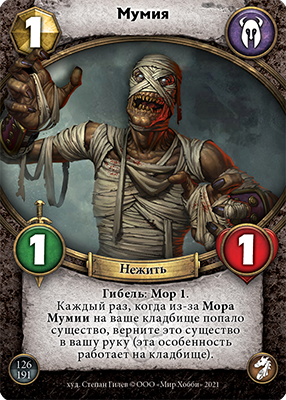 Мумия
1
1
1
Нежить
Гибель: Мор 1.
Каждый раз, когда из-за Мора
Мумии на ваше кладбище попало
существо, верните это существо
в вашу руку (эта особенность
работает на кладбище).
126
191
худ. Степан Гилев © ООО «Мир Хобби» 2021